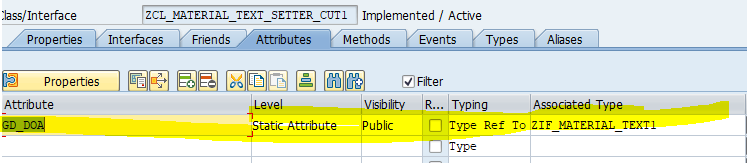 Class/Interface ZCL_MATERIAL_TEXT_SETTER_CUT1 Implemented / Active
Properties Interfaces Friends Attributes Methods Events Types Aliases
Properties Filter
Attribute Level Visibility R... Typing Associated Type
GD_DOA Static Attribute Public Type Ref To ZIF_MATERIAL_TEXT1
Type